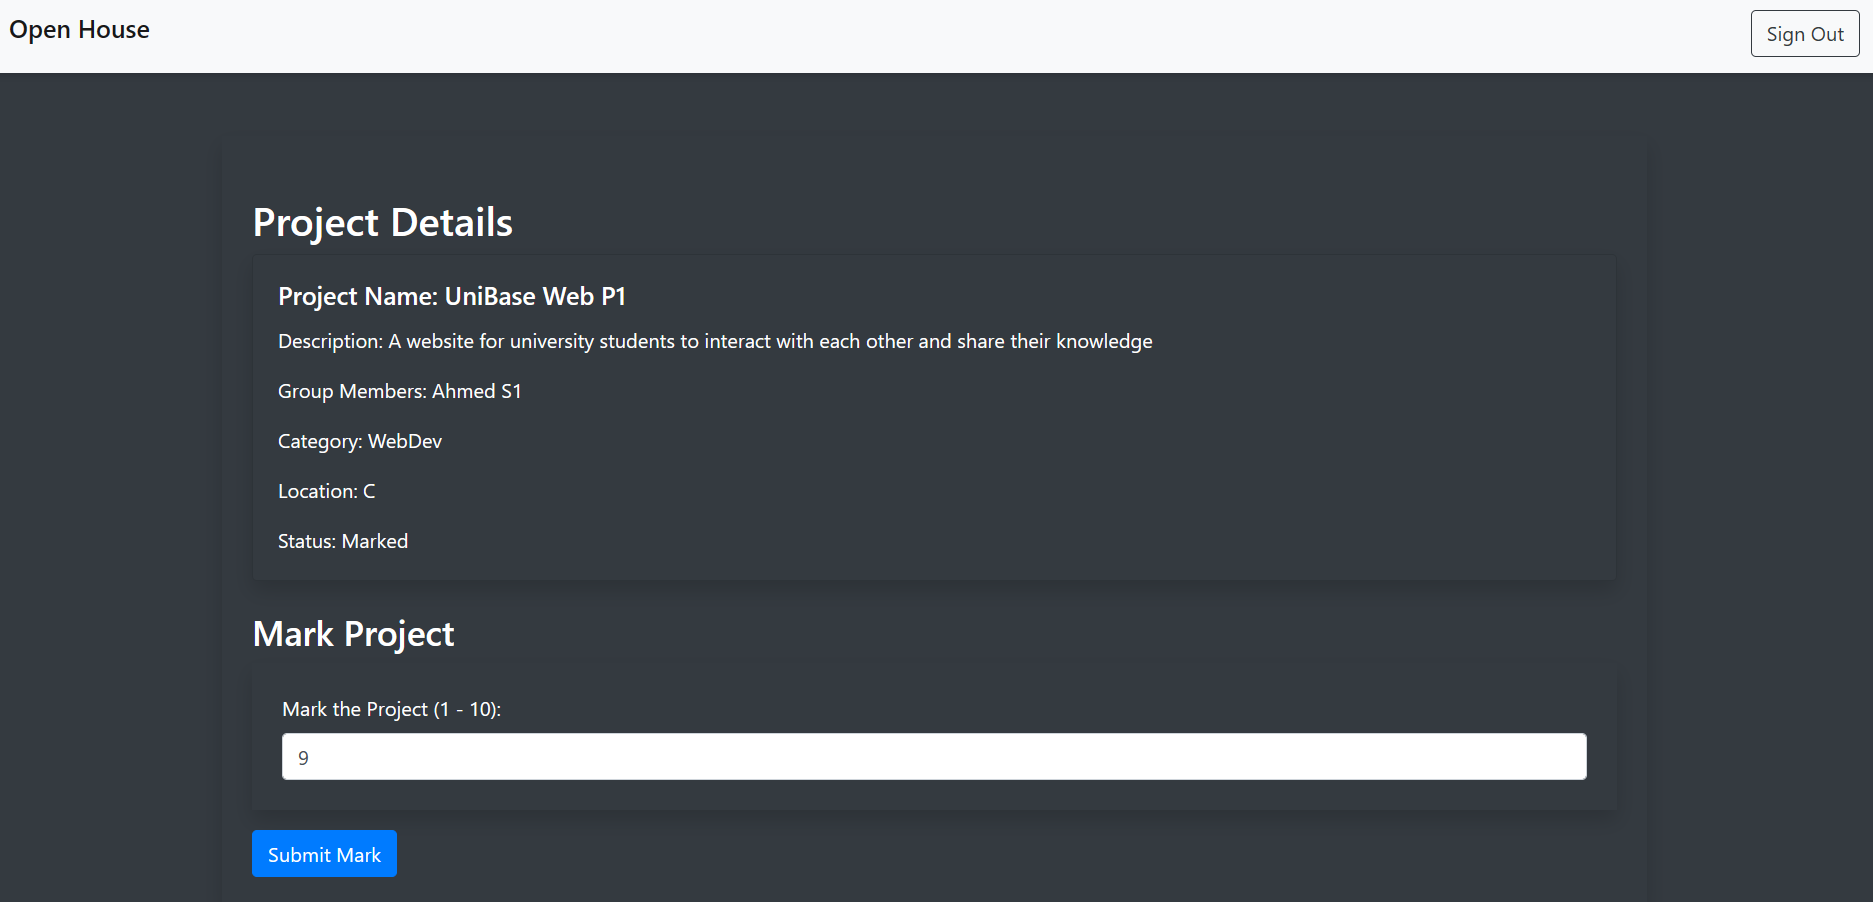 Open House
Sign Out
Project Details
Project Name: UniBase Web P1
Description: A website for university students to interact with each other and share their knowledge
Group Members: Ahmed S1
Category: WebDev
Location: C
Status: Marked
Mark Project
Mark the Project (1 - 10):
9
Submit Mark